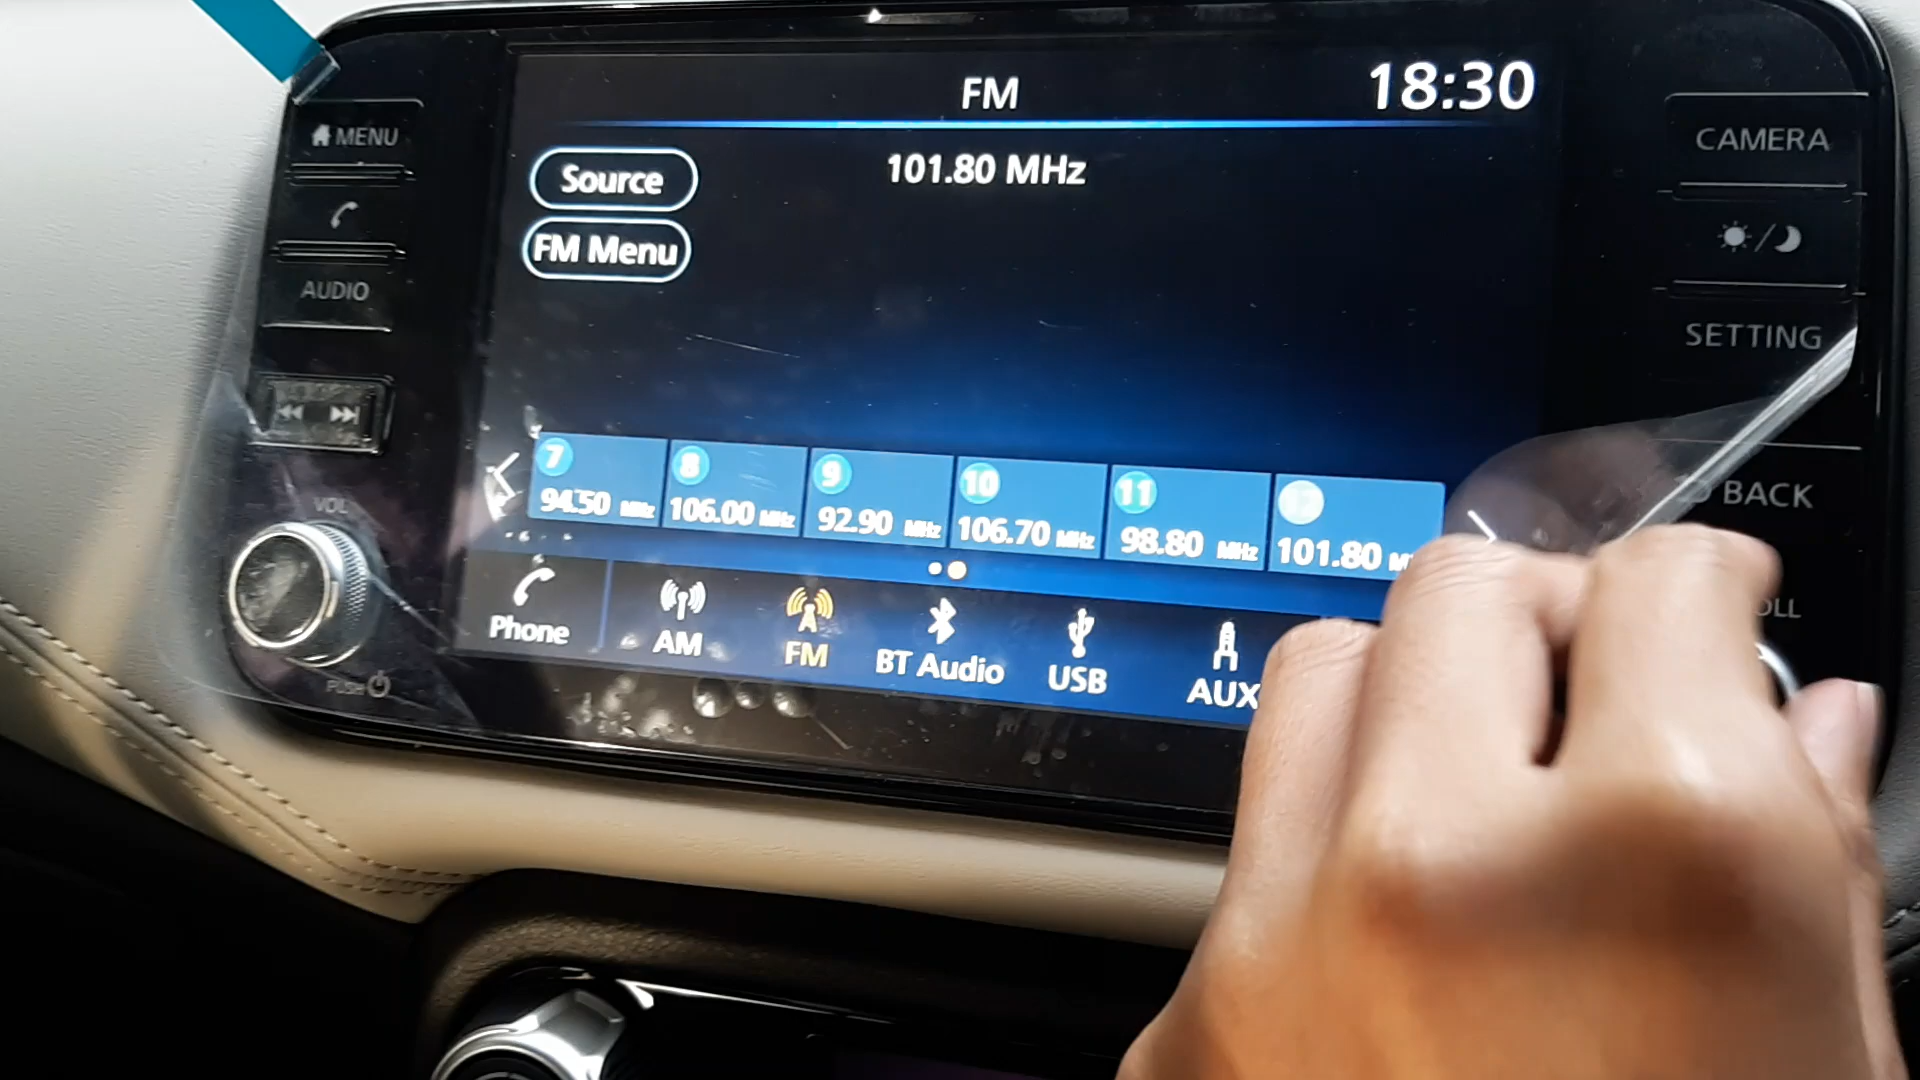 FM
18:30
MENU
CAMERA
Source
101.80 MHz
FM Menu
AUDIO
SETTING
7
8
9
10
11
12
94.50 MHz
106.00 MHz
92.90 MHz
106.70 MHz
98.80 MHz
101.80
BACK
VOL
Phone
AM
FM
BT Audio
USB
AUX
PUSH